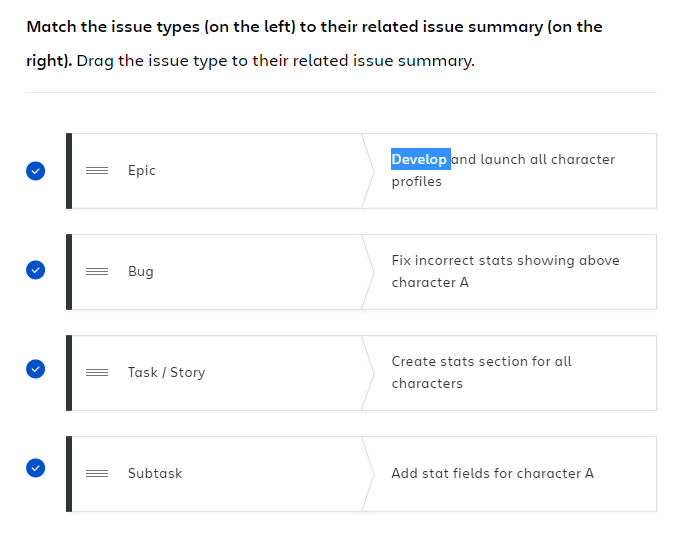 Match the issue types (on the left) to their related issue summary (on the
right). Drag the issue type to their related issue summary.
Epic
Develop and launch all character
profiles
Bug
Fix incorrect stats showing above
character A
Task / Story
Create stats section for all
characters
Subtask
Add stat fields for character A